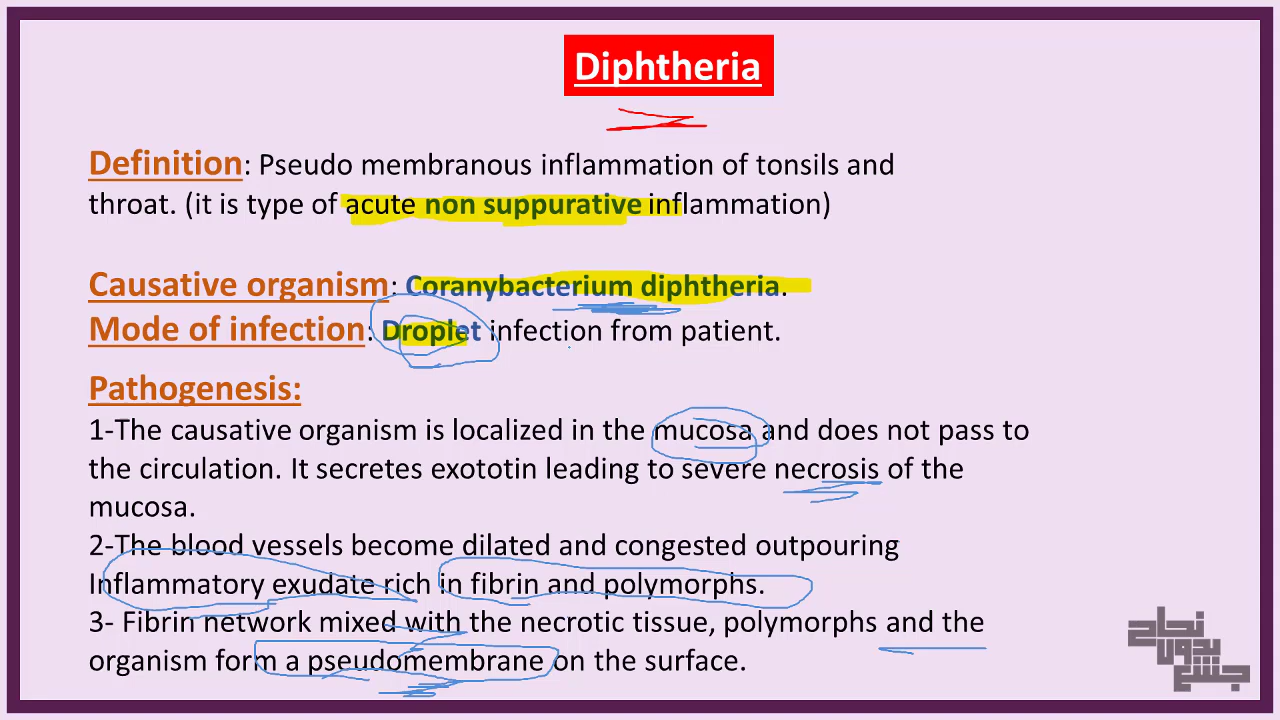 Diphtheria
Definition: Pseudo membranous inflammation of tonsils and
throat. (it is type of acute non suppurative inflammation)
Causative organism: Coranybacterium diphtheria.
Mode of infection: Droplet infection from patient.
Pathogenesis:
1-The causative organism is localized in the mucosa and does not pass to
the circulation. It secretes exototin leading to severe necrosis of the
mucosa.
2-The blood vessels become dilated and congested outpouring
Inflammatory exudate rich in fibrin and polymorphs.
3- Fibrin network mixed with the necrotic tissue, polymorphs and the
organism form a pseudomembrane on the surface.
نجاح
بدون
جشع